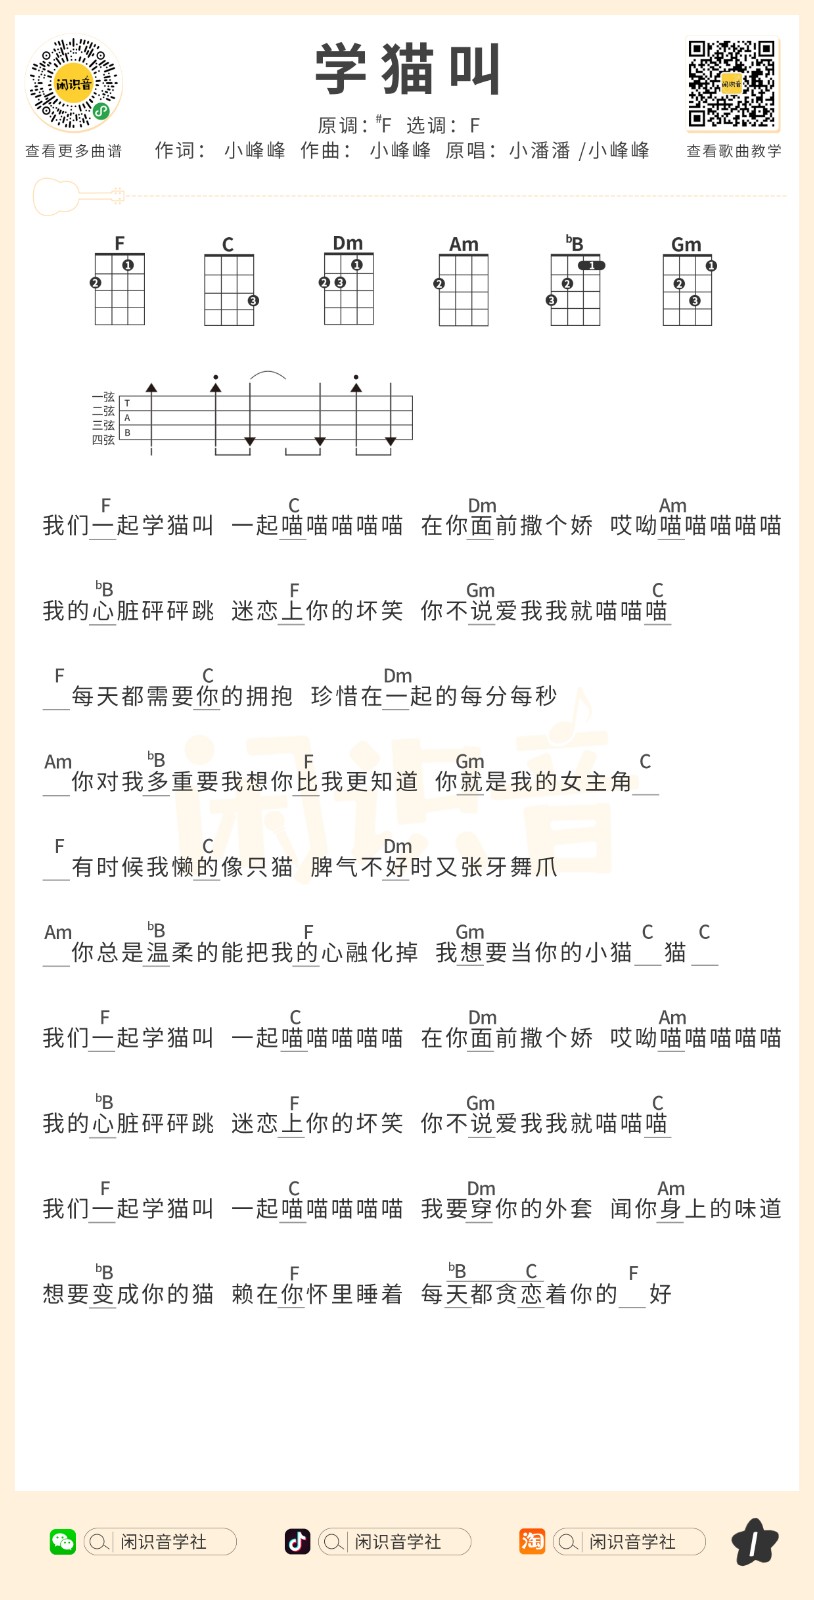 学猫叫
闲识音
闲识音
原调：#F 选调：F
查看更多曲谱
作词： 小峰峰 作曲： 小峰峰 原唱：小潘潘 /小峰峰
查看歌曲教学
F C Dm Am bB Gm
1 2 3 2 3 1 2 1 2 3 1 2 3
一弦 T
二弦 A
三弦 B
四弦
F C Dm Am
我们一起学猫叫 一起喵喵喵喵喵 在你面前撒个娇 哎呦喵喵喵喵喵
bB F Gm C
我的心脏砰砰跳 迷恋上你的坏笑 你不说爱我我就喵喵喵
F C Dm
每天都需要你的拥抱 珍惜在一起的每分每秒
Am bB F Gm C
你对我多重要我想你比我更知道 你就是我的女主角
F C Dm
有时候我懒的像只猫 脾气不好时又张牙舞爪
Am bB F Gm C C
你总是温柔的能把我的心融化掉 我想要当你的小猫 猫
F C Dm Am
我们一起学猫叫 一起喵喵喵喵喵 在你面前撒个娇 哎呦喵喵喵喵喵
bB F Gm C
我的心脏砰砰跳 迷恋上你的坏笑 你不说爱我我就喵喵喵
F C Dm Am
我们一起学猫叫 一起喵喵喵喵喵 我要穿你的外套 闻你身上的味道
bB F bB C F
想要变成你的猫 赖在你怀里睡着 每天都贪恋着你的 好
闲识音
闲识音学社
闲识音学社
淘 闲识音学社
1